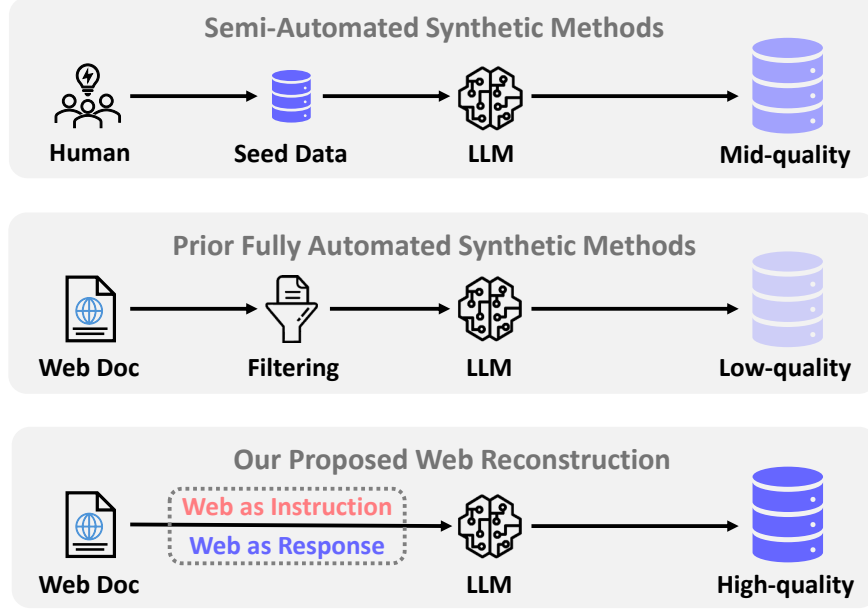 Semi-Automated Synthetic Methods
Human Seed Data LLM Mid-quality
Prior Fully Automated Synthetic Methods
Web Doc Filtering LLM Low-quality
Our Proposed Web Reconstruction
Web as Instruction
Web as Response
Web Doc LLM High-quality